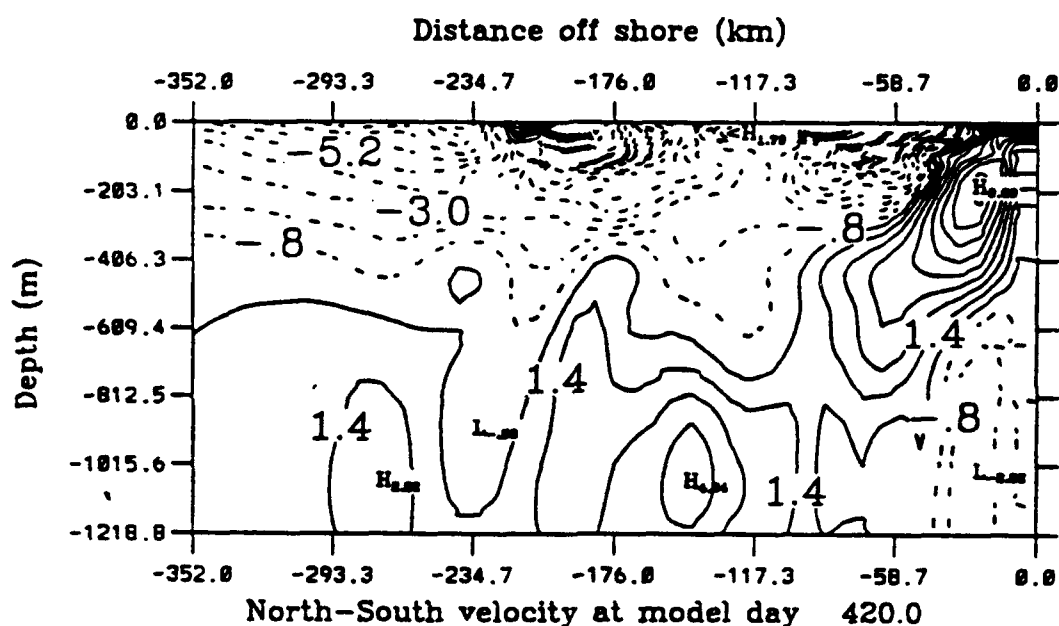 Distance off shore (km)
-352.0 -293.3 -234.7 -176.0 -117.3 -58.7 0.0
0.0
-203.1
-406.3
-609.4
-812.5
-1015.6
-1218.8
Depth (m)
-5.2
-3.0
-.8
-.8
H
H
1.4
1.4
1.4
-.8
L
H
H
1.4
L
-352.0 -293.3 -234.7 -176.0 -117.3 -58.7 0.0
North-South velocity at model day 420.0